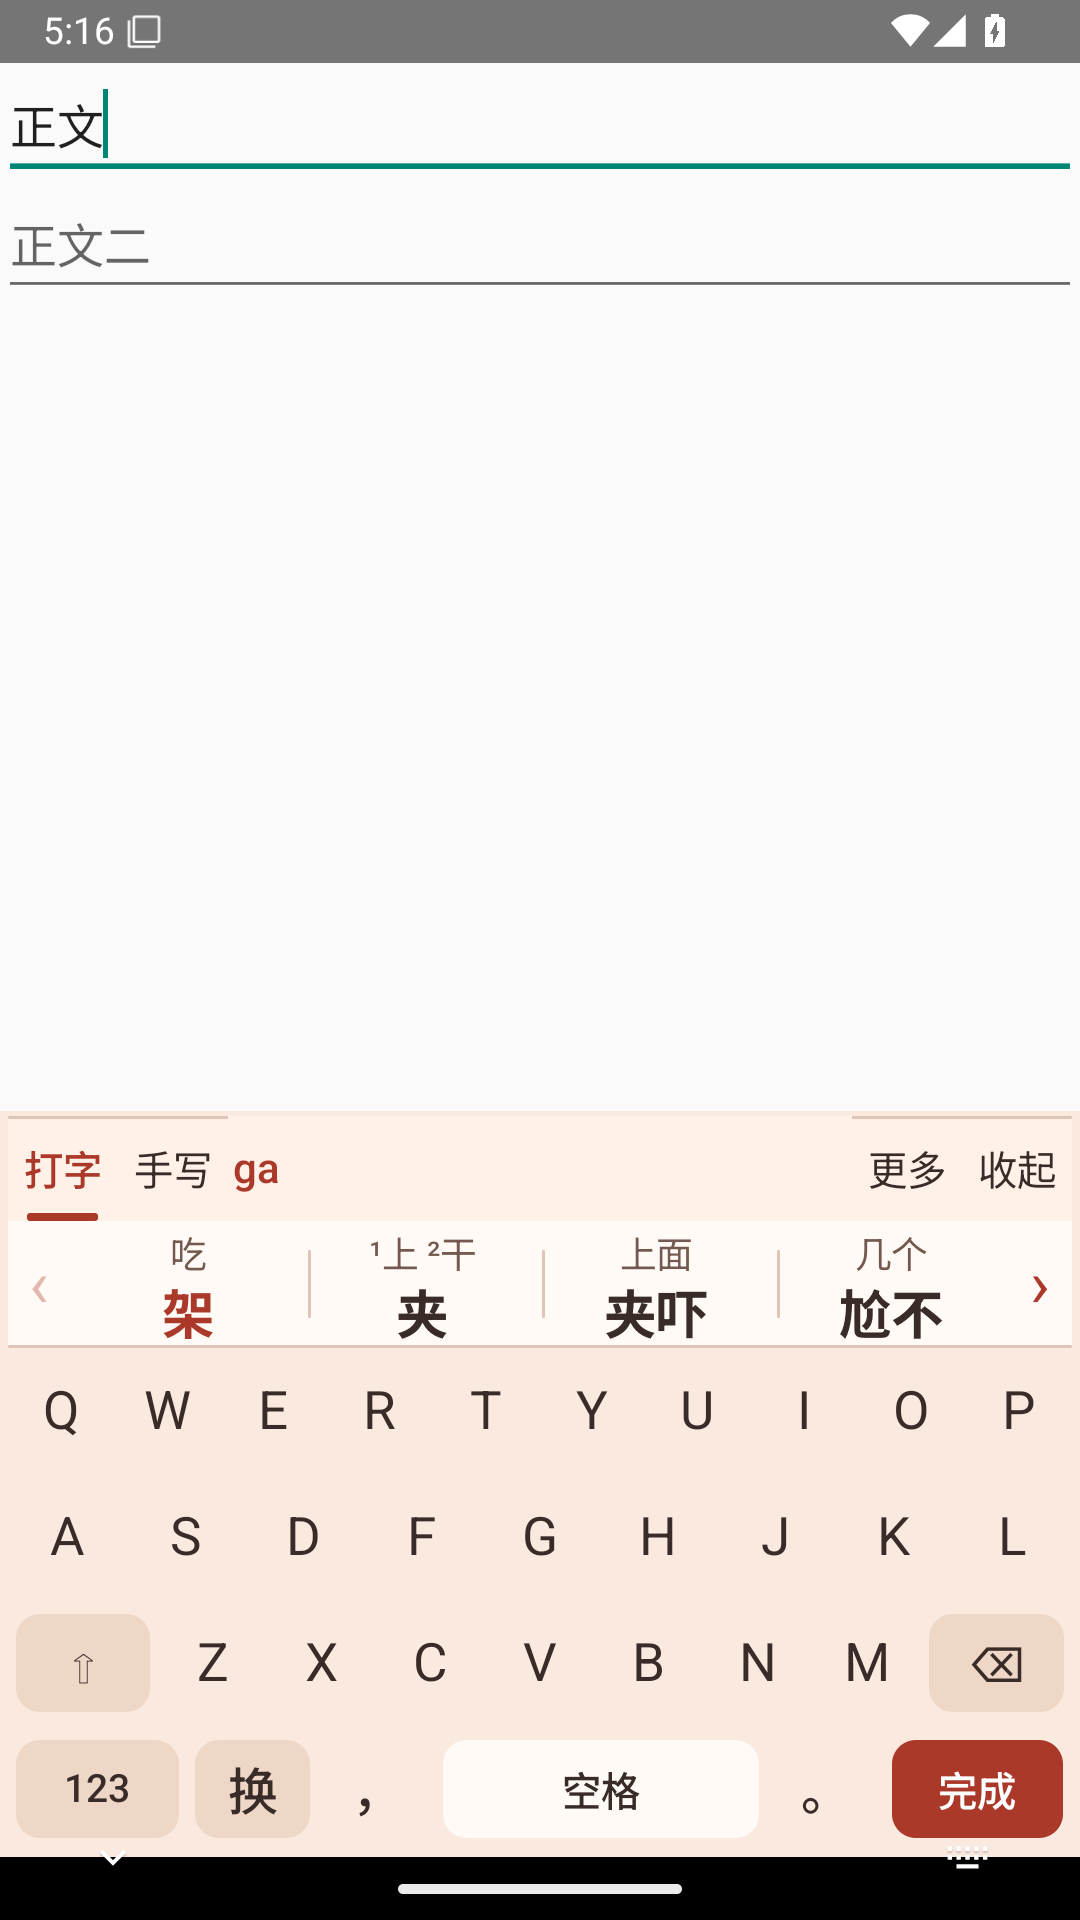 5:16
正文
正文二
打字 手写 ga 更多 收起
吃 ¹上 ²干 上面 几个
‹ 架 夹 夹吓 尬不 ›
Q W E R T Y U I O P
A S D F G H J K L
⇧ Z X C V B N M ⌫
123 换 ， 空格 。 完成